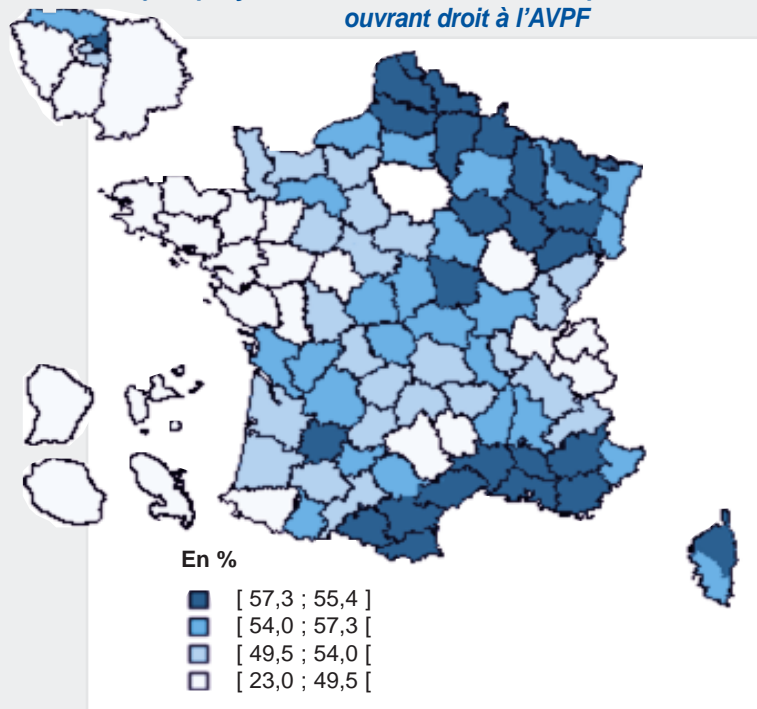 ouvrant droit à l’AVPF
En %
[ 57,3 ; 55,4 ]
[ 54,0 ; 57,3 [
[ 49,5 ; 54,0 [
[ 23,0 ; 49,5 [